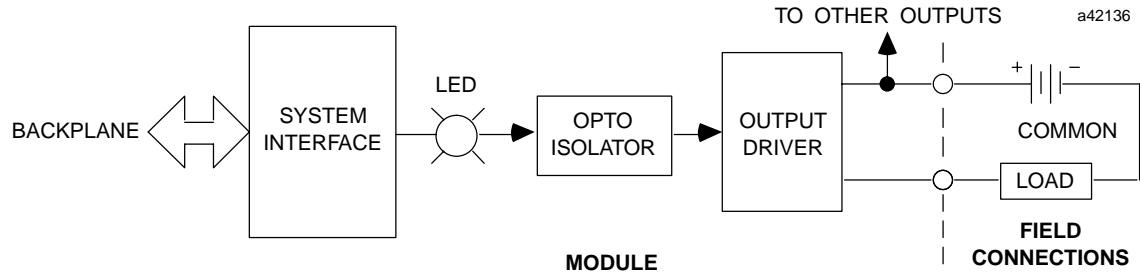 TO OTHER OUTPUTS
a42136
BACKPLANE
SYSTEM
INTERFACE
LED
OPTO
ISOLATOR
OUTPUT
DRIVER
+
−
COMMON
LOAD
MODULE
FIELD
CONNECTIONS